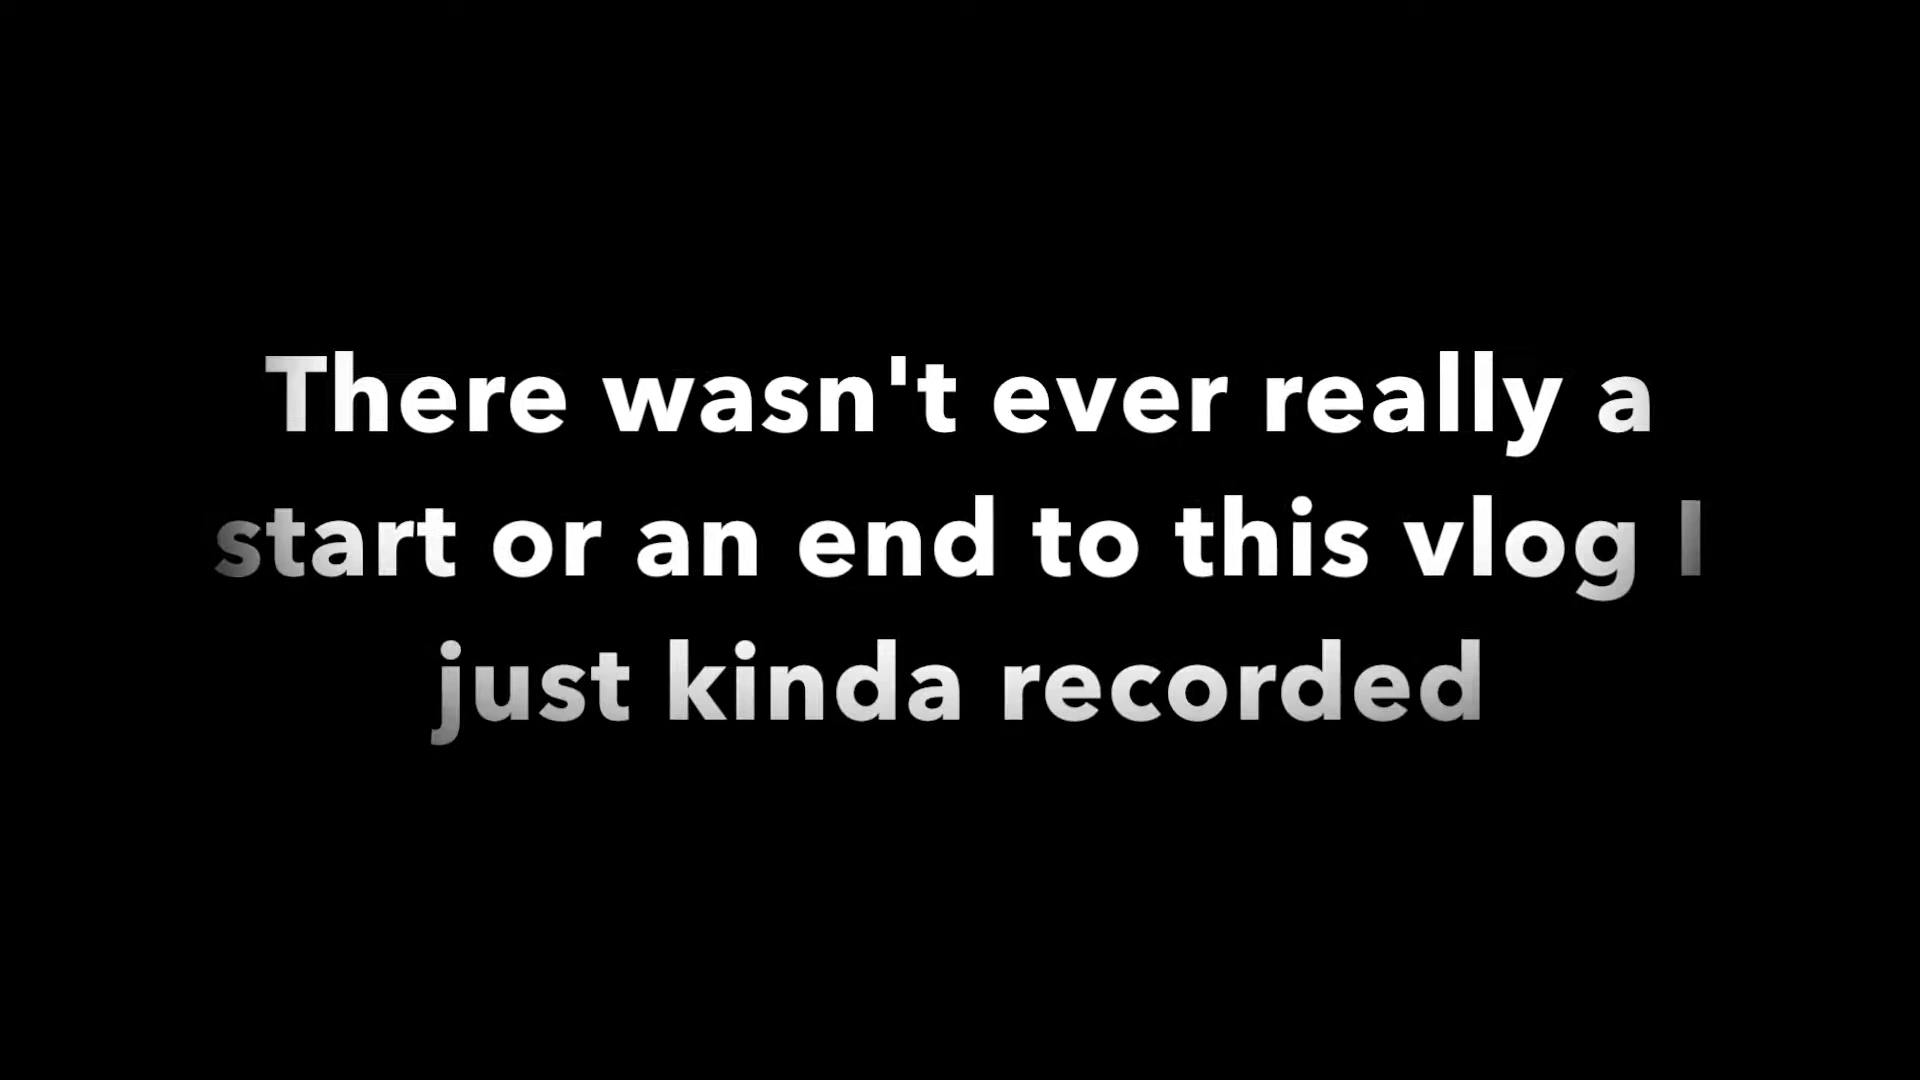 There wasn't ever really a
start or an end to this vlog I
just kinda recorded